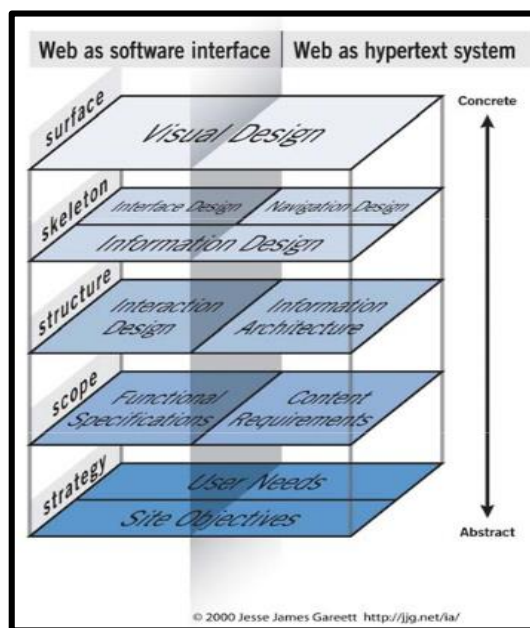 Web as software interface
Web as hypertext system
Concrete
surface
Visual Design
skeleton
Interface Design
Navigation Design
Information Design
structure
Interaction
Design
Information
Architecture
scope
Functional
Specifications
Content
Requirements
strategy
User Needs
Site Objectives
Abstract
© 2000 Jesse James Gareett http://jjg.net/ia/